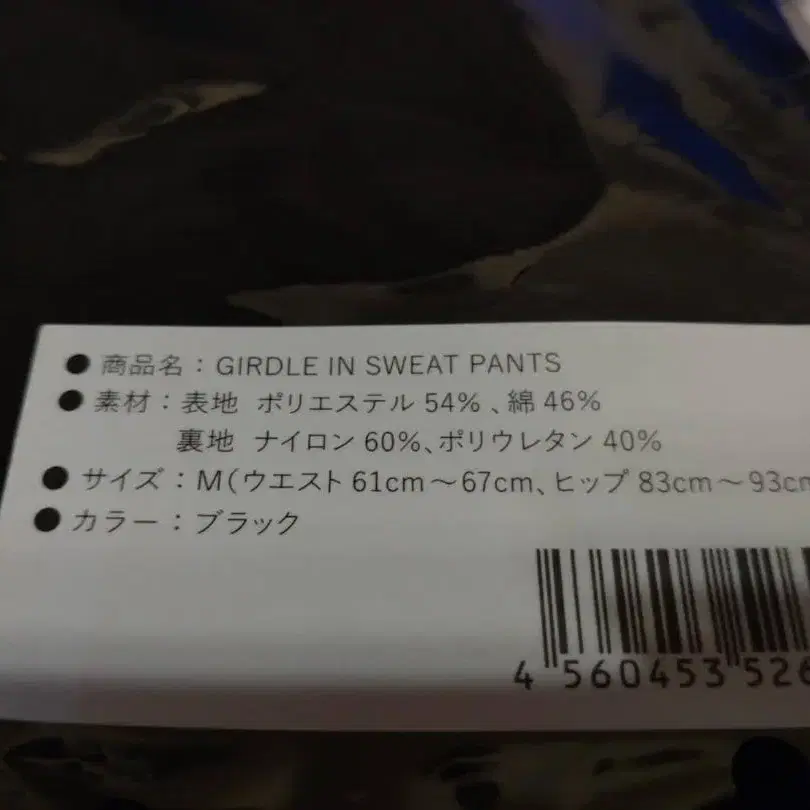 ● 商品名：GIRDLE IN SWEAT PANTS
● 素材：表地 ポリエステル 54% 、綿 46%
裏地 ナイロン 60%、ポリウレタン 40%
● サイズ：M（ウエスト 61cm～67cm、ヒップ 83cm～93cm
● カラー：ブラック
4 560453 526